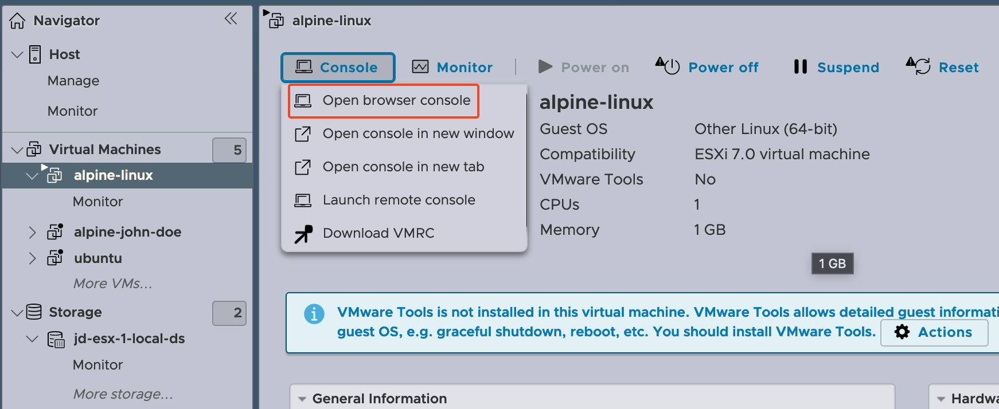 Navigator
Host
Manage
Monitor
Virtual Machines 5
alpine-linux
Monitor
alpine-john-doe
ubuntu
More VMs...
Storage 2
jd-esx-1-local-ds
Monitor
More storage...
alpine-linux
Console Monitor Power on Power off Suspend Reset
Open browser console
Open console in new window
Open console in new tab
Launch remote console
Download VMRC
alpine-linux
Guest OS Other Linux (64-bit)
Compatibility ESXi 7.0 virtual machine
VMware Tools No
CPUs 1
Memory 1 GB
1 GB
VMware Tools is not installed in this virtual machine. VMware Tools allows detailed guest informati
guest OS, e.g. graceful shutdown, reboot, etc. You should install VMware Tools. Actions
General Information
Hardwa